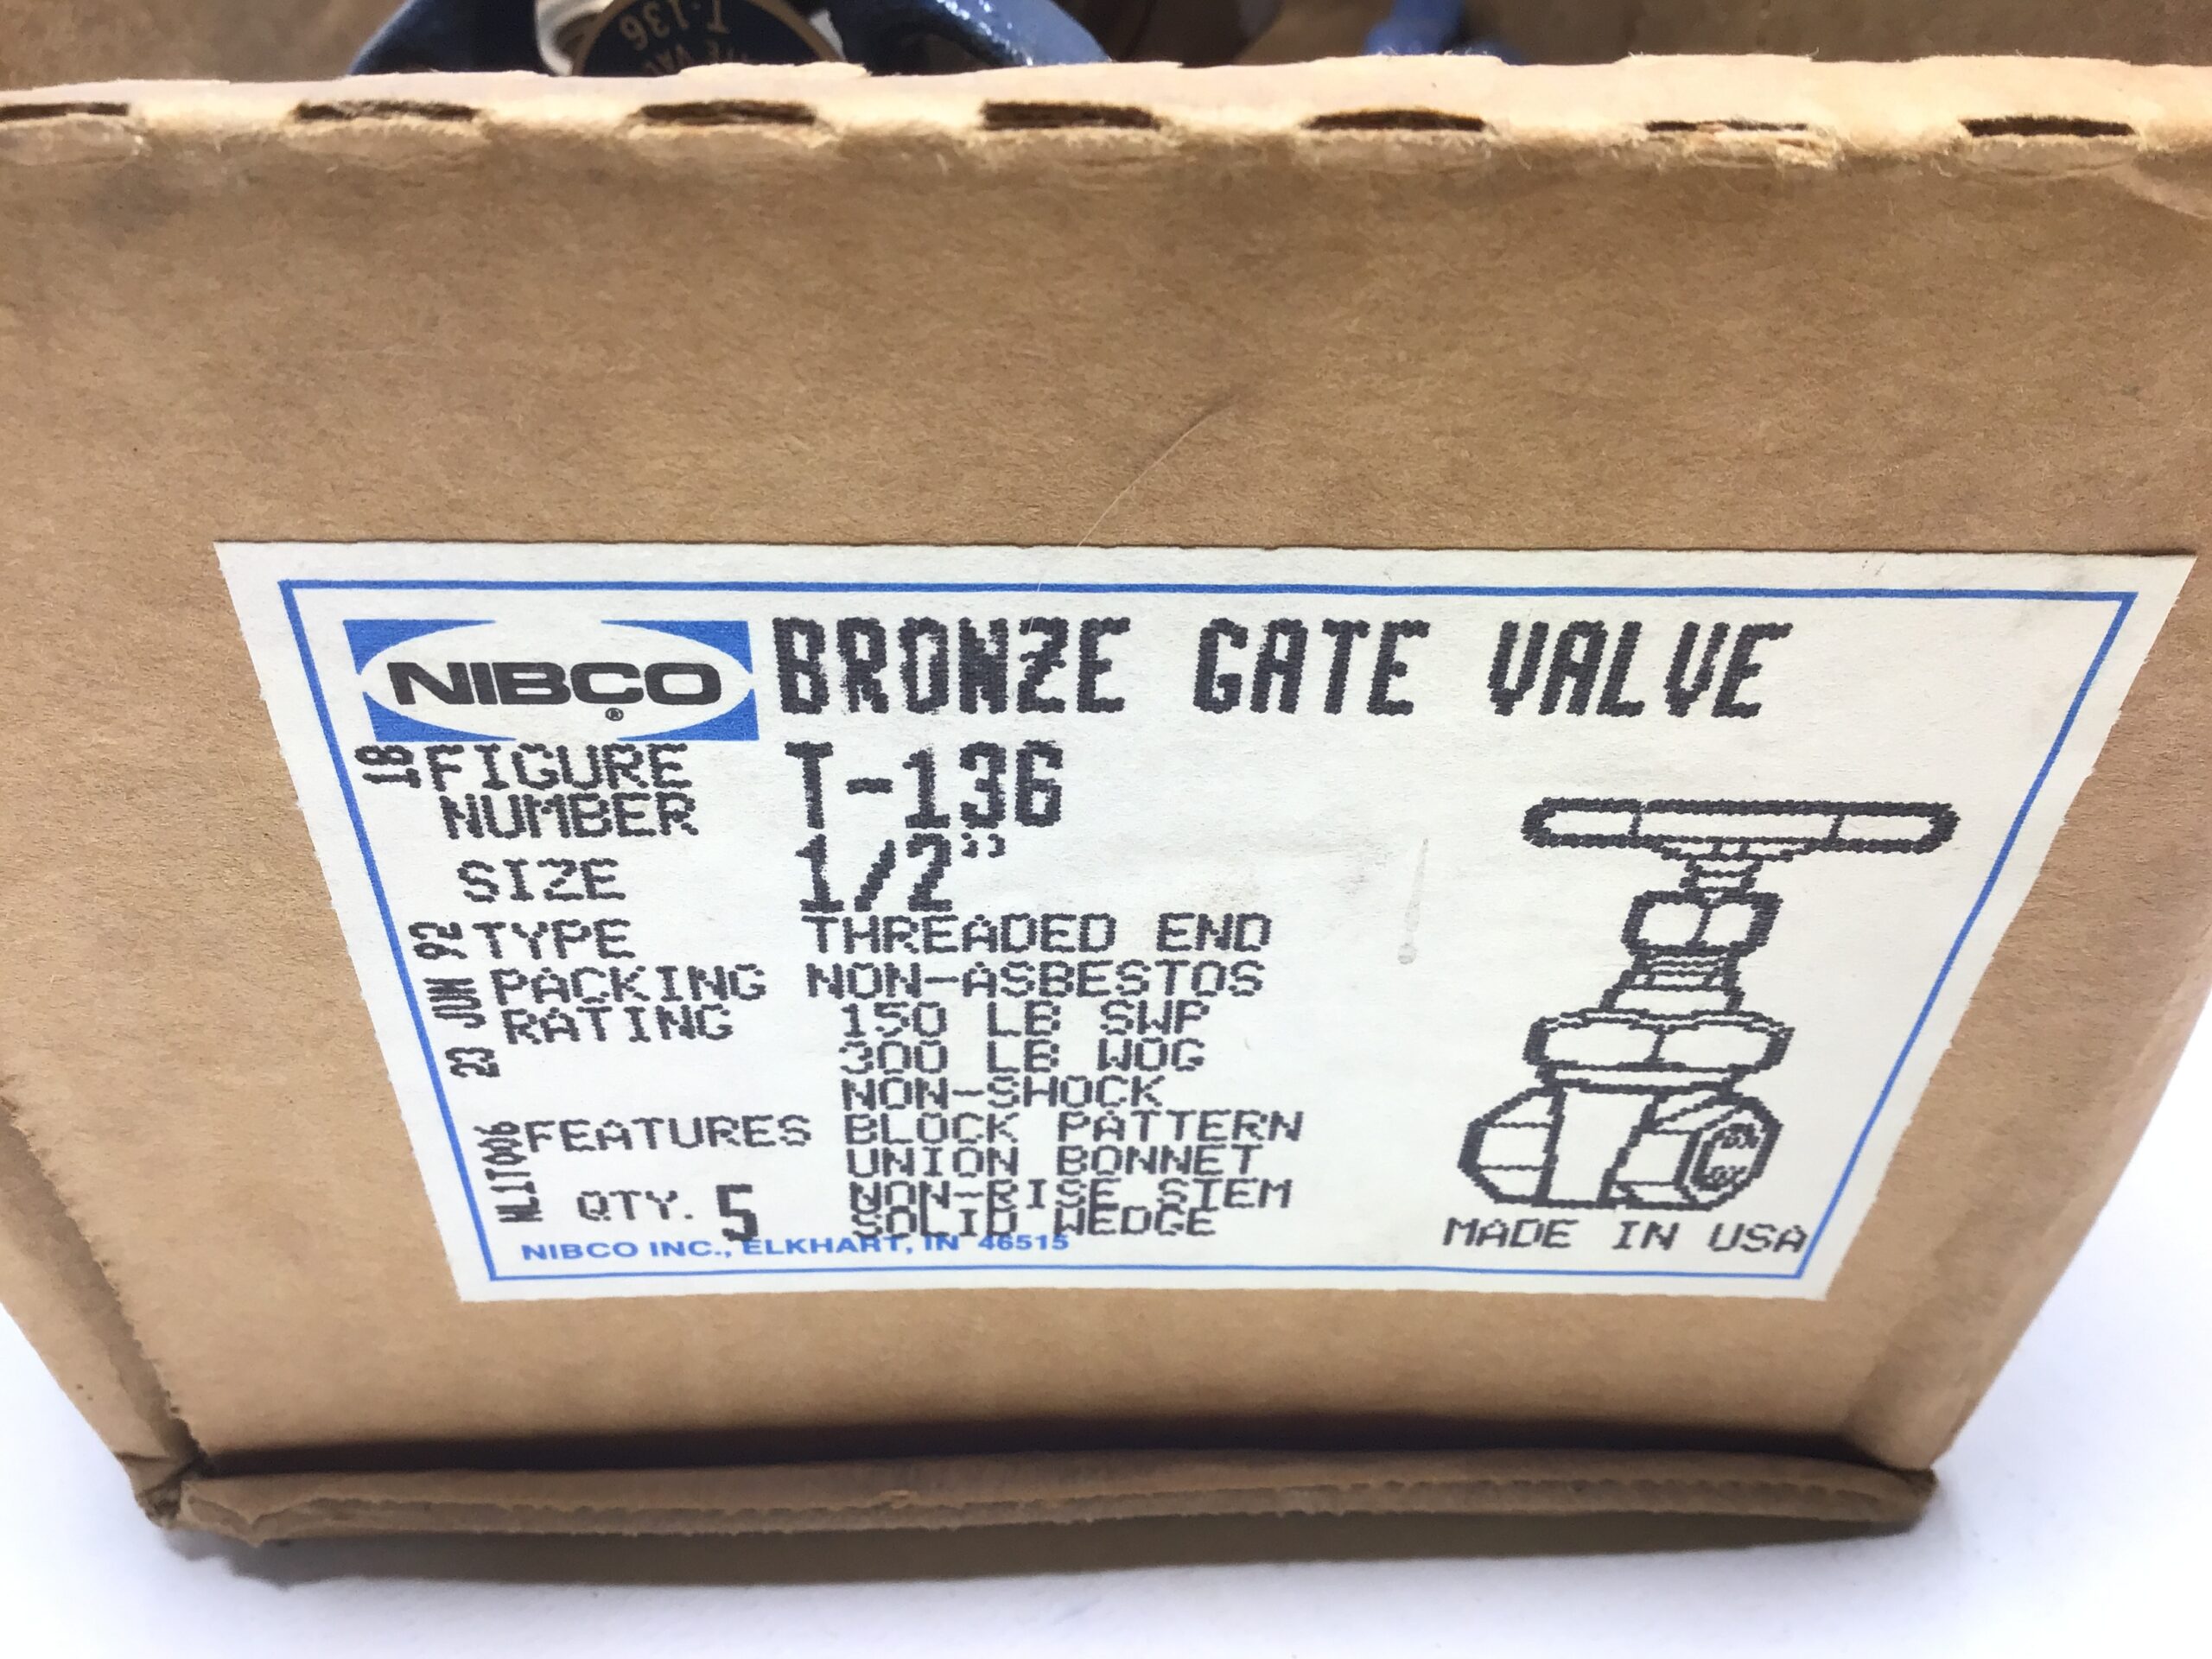 T-136
NIBCO®
BRONZE GATE VALVE
18
FIGURE NUMBER T-136
SIZE 1/2"
TYPE THREADED END
PACKING NON-ASBESTOS
RATING 150 LB SWP
300 LB WOG
NON-SHOCK
FEATURES BLOCK PATTERN
UNION BONNET
NON-RISE STEM
SOLID WEDGE
QTY. 5
23 JUN 92
NL1T006
NIBCO INC., ELKHART, IN 46515
MADE IN USA